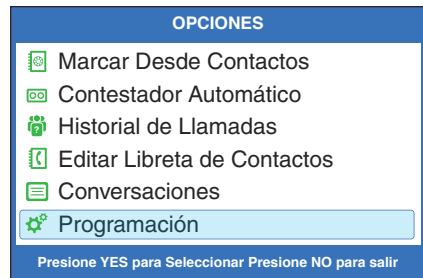 OPCIONES
Marcar Desde Contactos
Contestador Automático
Historial de Llamadas
Editar Libreta de Contactos
Conversaciones
Programación
Presione YES para Seleccionar Presione NO para salir